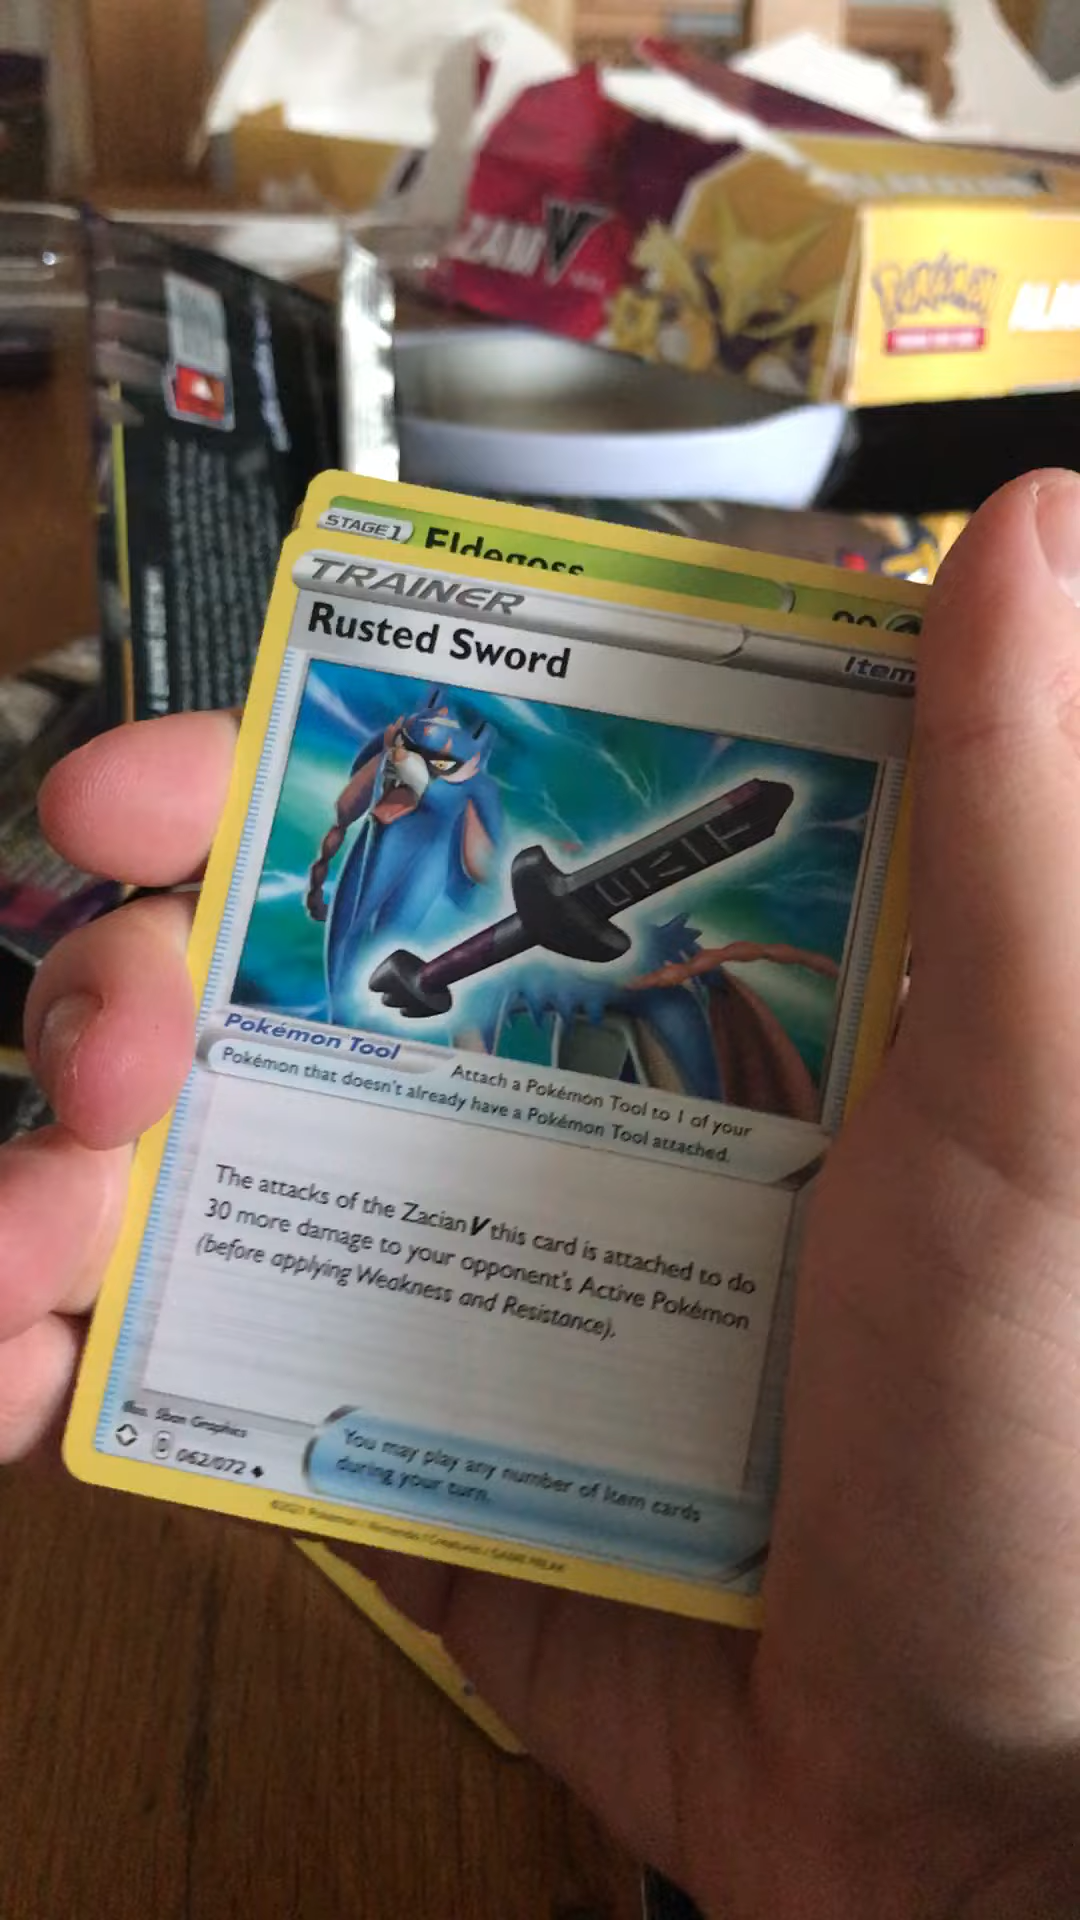 ZAM V
Pokémon
STAGE 1 Eldegoss
TRAINER
Item
Rusted Sword
Pokémon Tool
Attach a Pokémon Tool to 1 of your
Pokémon that doesn't already have a Pokémon Tool attached.
The attacks of the Zacian V this card is attached to do
30 more damage to your opponent's Active Pokémon
(before applying Weakness and Resistance).
Illus. 5ban Graphics
D 062/072
You may play any number of Item cards
during your turn.
©2021 Pokémon / Nintendo / Creatures / GAME FREAK